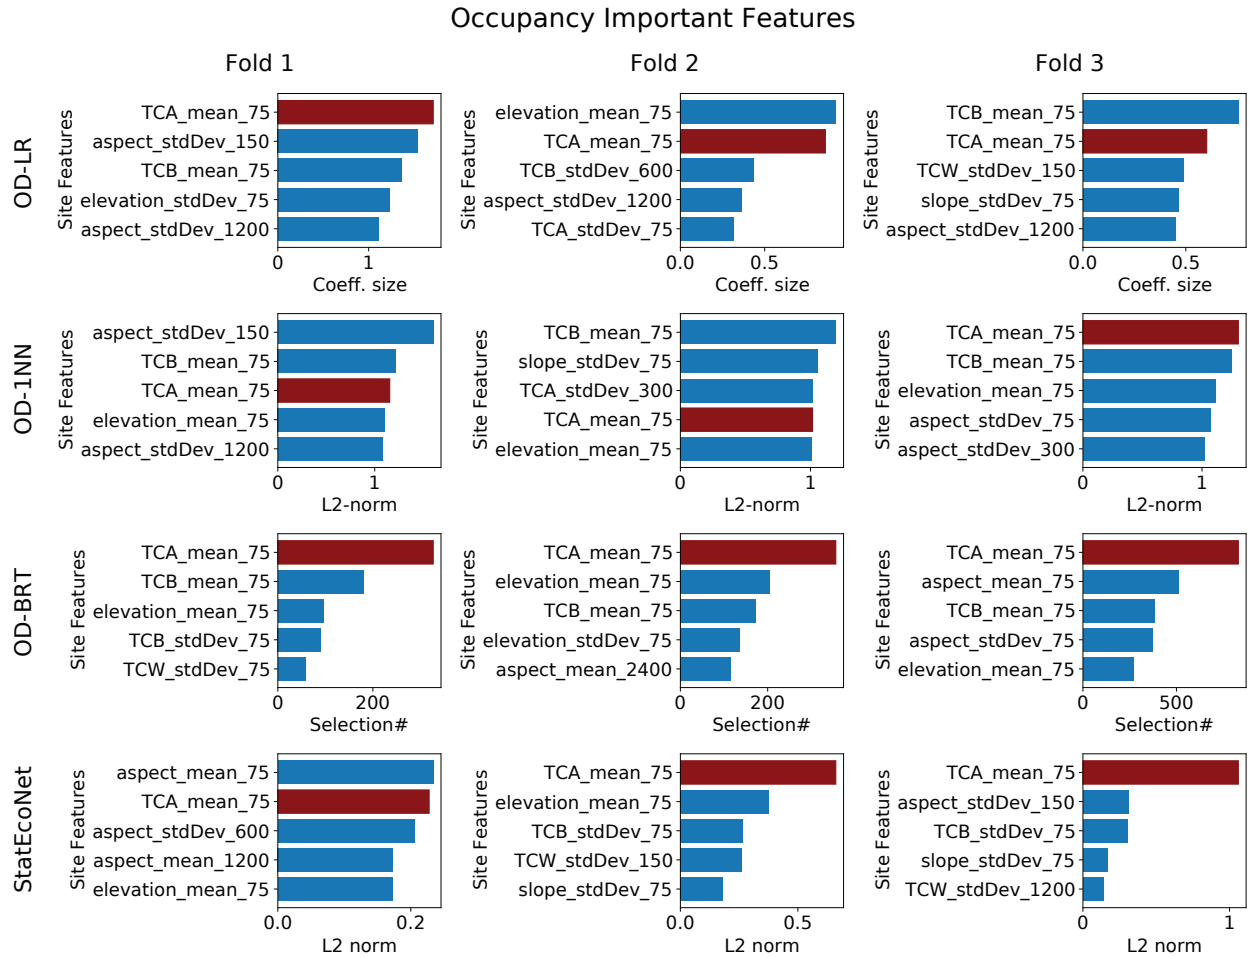 Occupancy Important Features
Fold 1
Fold 2
Fold 3
OD-LR
Site Features
TCA_mean_75
aspect_stdDev_150
TCB_mean_75
elevation_stdDev_75
aspect_stdDev_1200
0 1
Coeff. size
Site Features
elevation_mean_75
TCA_mean_75
TCB_stdDev_600
aspect_stdDev_1200
TCA_stdDev_75
0.0 0.5
Coeff. size
Site Features
TCB_mean_75
TCA_mean_75
TCW_stdDev_150
slope_stdDev_75
aspect_stdDev_1200
0.0 0.5
Coeff. size
OD-1NN
Site Features
aspect_stdDev_150
TCB_mean_75
TCA_mean_75
elevation_mean_75
aspect_stdDev_1200
0 1
L2-norm
Site Features
TCB_mean_75
slope_stdDev_75
TCA_stdDev_300
TCA_mean_75
elevation_mean_75
0 1
L2-norm
Site Features
TCA_mean_75
TCB_mean_75
elevation_mean_75
aspect_stdDev_75
aspect_stdDev_300
0 1
L2-norm
OD-BRT
Site Features
TCA_mean_75
TCB_mean_75
elevation_mean_75
TCB_stdDev_75
TCW_stdDev_75
0 200
Selection#
Site Features
TCA_mean_75
elevation_mean_75
TCB_mean_75
elevation_stdDev_75
aspect_mean_2400
0 200
Selection#
Site Features
TCA_mean_75
aspect_mean_75
TCB_mean_75
aspect_stdDev_75
elevation_mean_75
0 500
Selection#
StatEcoNet
Site Features
aspect_mean_75
TCA_mean_75
aspect_stdDev_600
aspect_mean_1200
elevation_mean_75
0.0 0.2
L2 norm
Site Features
TCA_mean_75
elevation_mean_75
TCB_stdDev_75
TCW_stdDev_150
slope_stdDev_75
0.0 0.5
L2 norm
Site Features
TCA_mean_75
aspect_stdDev_150
TCB_stdDev_75
slope_stdDev_75
TCW_stdDev_1200
0 1
L2 norm